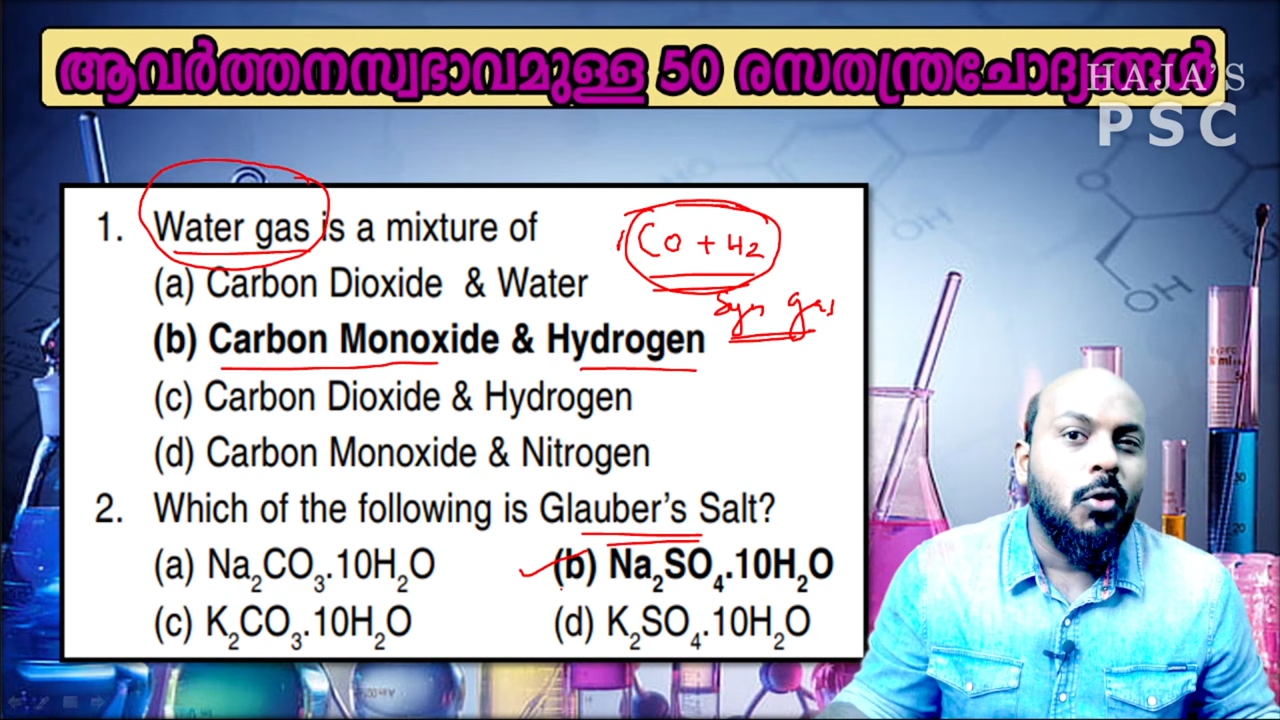 ആവർത്തനസ്വഭാവമുള്ള 50 രസതന്ത്രചോദ്യങ്ങൾ
HAJA'S
PSC
1. Water gas is a mixture of
CO + H2
(a) Carbon Dioxide & Water
Syn gas
(b) Carbon Monoxide & Hydrogen
(c) Carbon Dioxide & Hydrogen
(d) Carbon Monoxide & Nitrogen
2. Which of the following is Glauber's Salt?
(a) Na₂CO₃.10H₂O (b) Na₂SO₄.10H₂O
(c) K₂CO₃.10H₂O (d) K₂SO₄.10H₂O
OH
OH